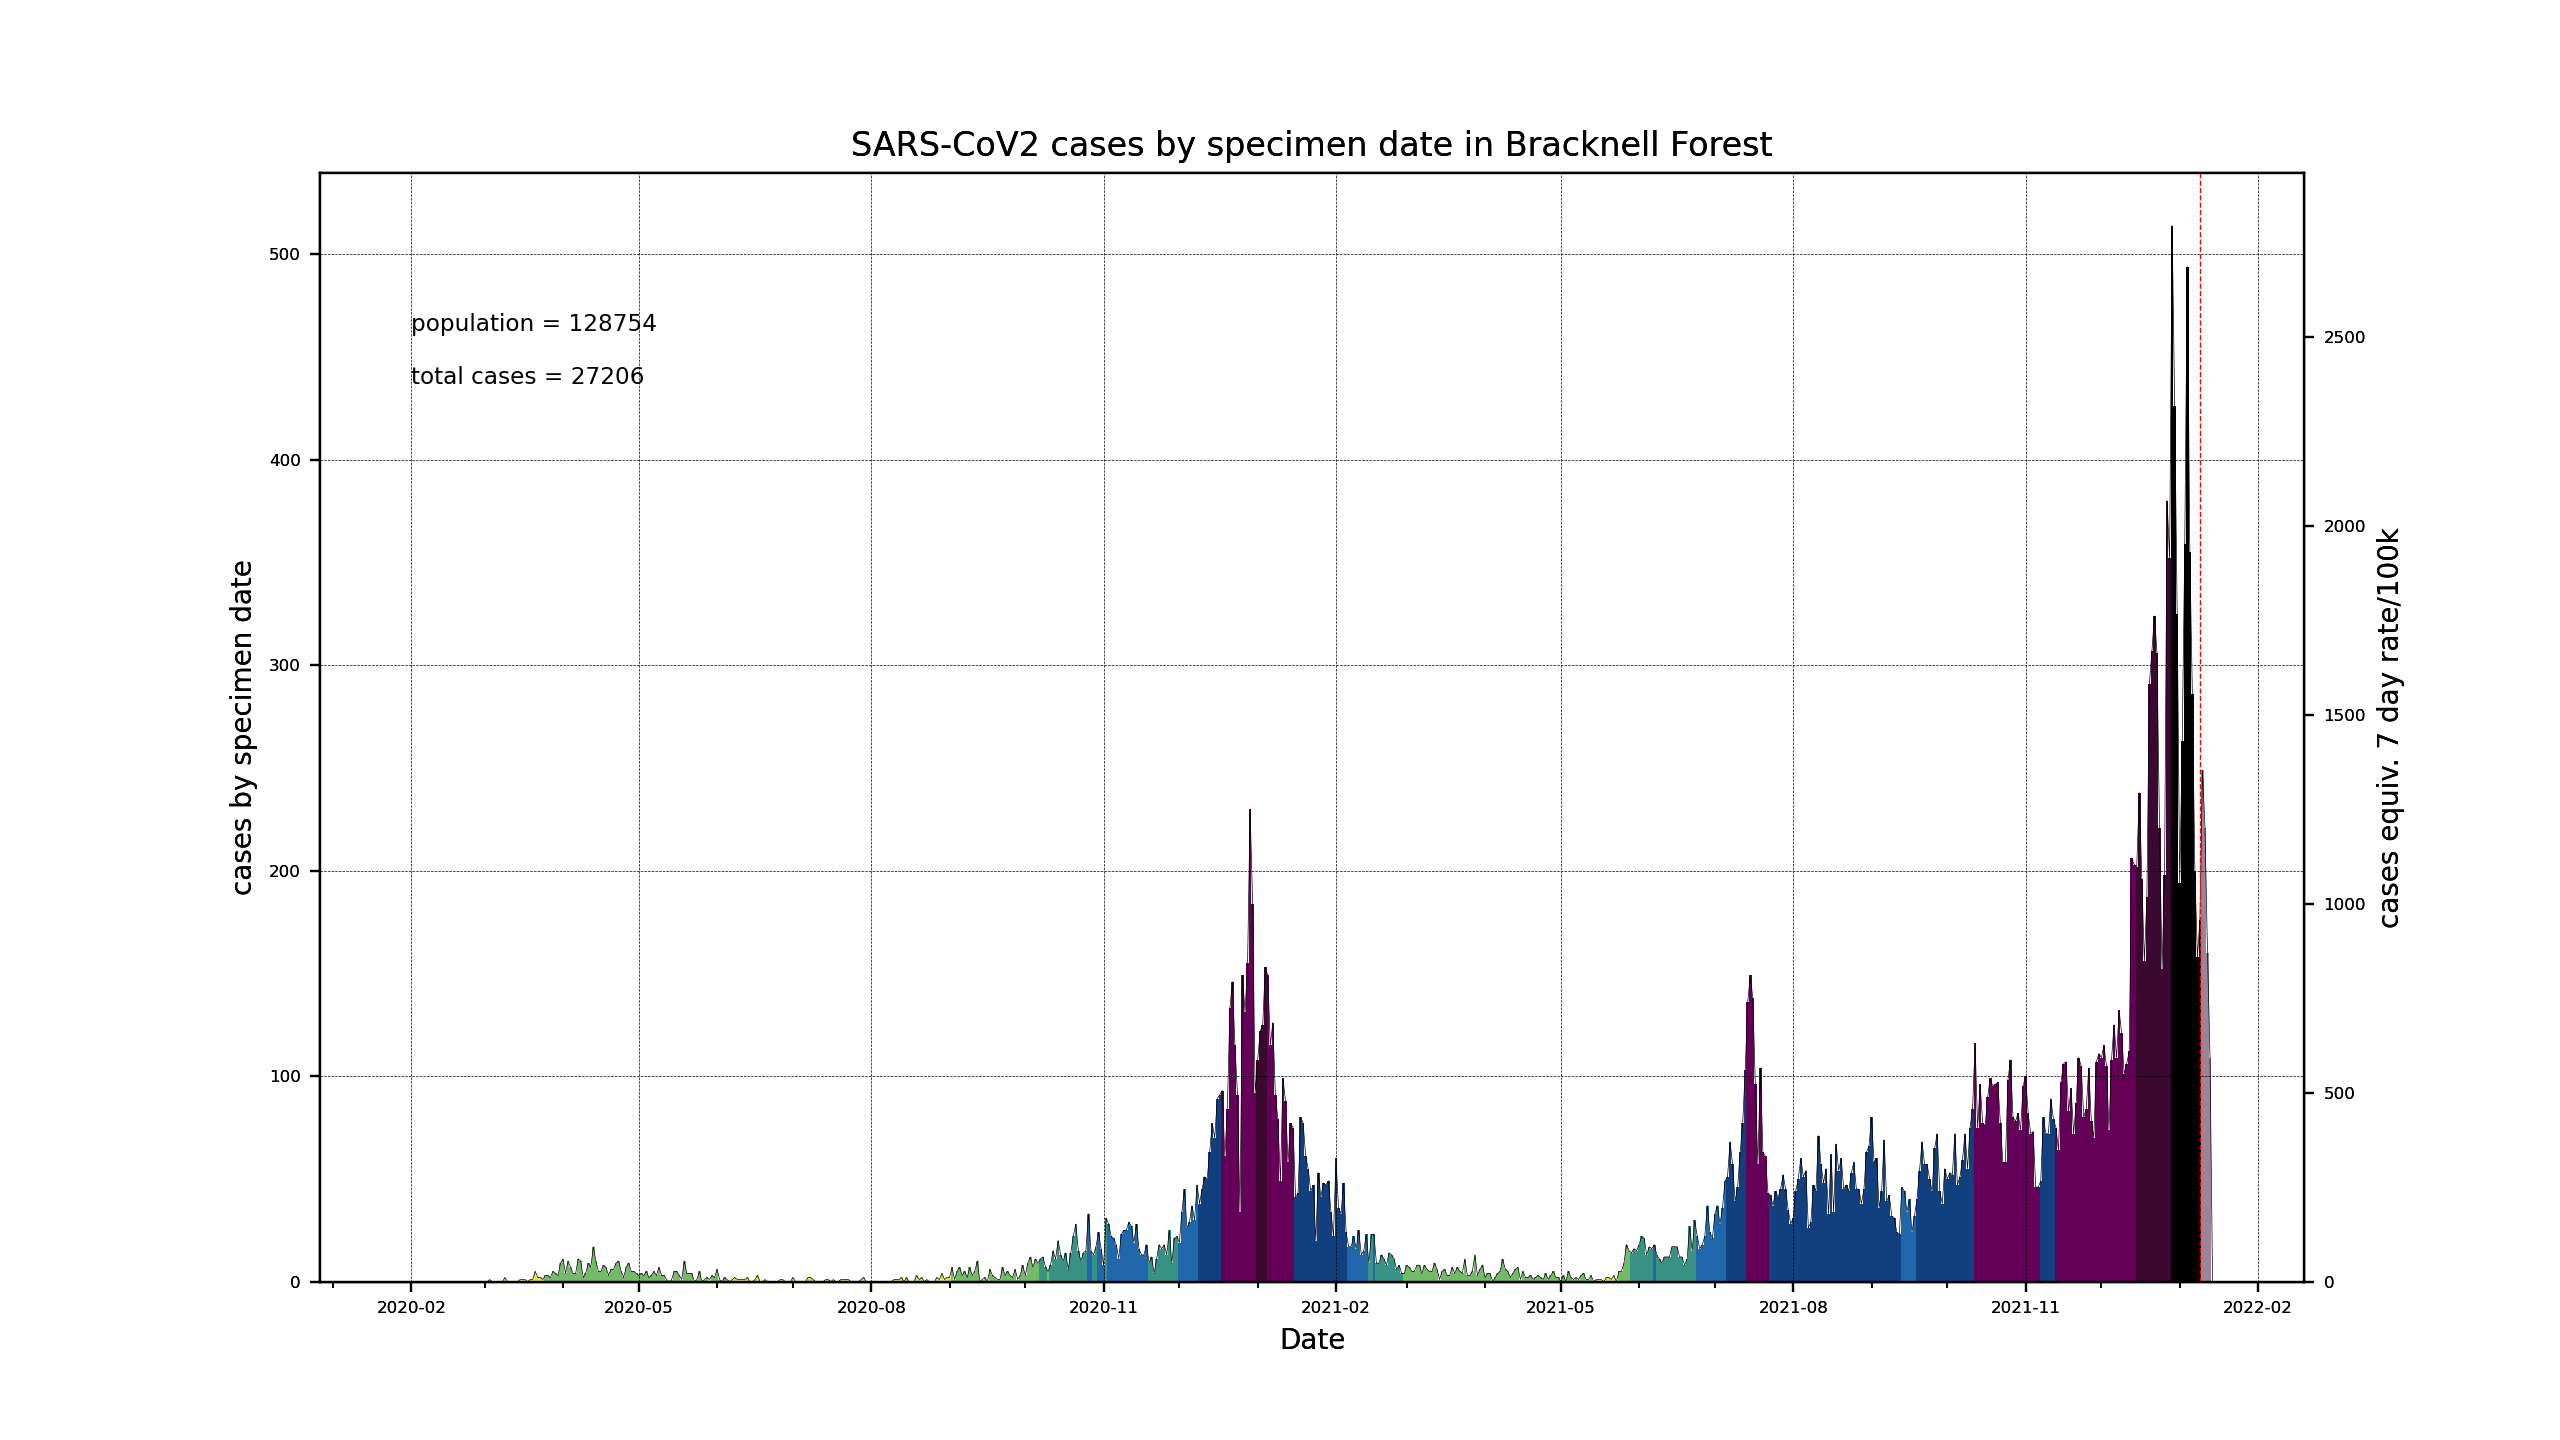 SARS-CoV2 cases by specimen date in Bracknell Forest
population = 128754
total cases = 27206
cases by specimen date
500
400
300
200
100
0
2500
2000
1500
1000
500
0
cases equiv. 7 day rate/100k
2020-02 2020-05 2020-08 2020-11 2021-02 2021-05 2021-08 2021-11 2022-02
Date